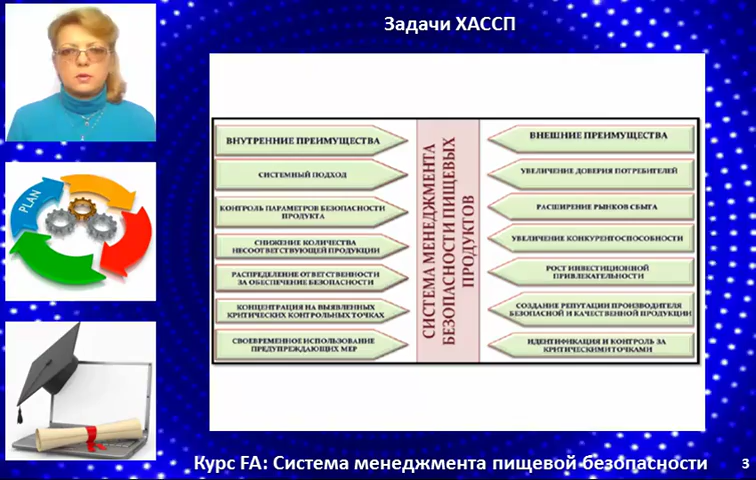 Задачи ХАССП
PLAN
ВНУТРЕННИЕ ПРЕИМУЩЕСТВА
СИСТЕМНЫЙ ПОДХОД
КОНТРОЛЬ ПАРАМЕТРОВ БЕЗОПАСНОСТИ
ПРОДУКТА
СНИЖЕНИЕ КОЛИЧЕСТВА
НЕСООТВЕТСТВУЮЩЕЙ ПРОДУКЦИИ
РАСПРЕДЕЛЕНИЕ ОТВЕТСТВЕННОСТИ
ЗА ОБЕСПЕЧЕНИЕ БЕЗОПАСНОСТИ
КОНЦЕНТРАЦИЯ НА ВЫЯВЛЕННЫХ
КРИТИЧЕСКИХ КОНТРОЛЬНЫХ ТОЧКАХ
СВОЕВРЕМЕННОЕ ИСПОЛЬЗОВАНИЕ
ПРЕДУПРЕЖДАЮЩИХ МЕР
СИСТЕМА МЕНЕДЖМЕНТА
БЕЗОПАСНОСТИ ПИЩЕВЫХ
ПРОДУКТОВ
ВНЕШНИЕ ПРЕИМУЩЕСТВА
УВЕЛИЧЕНИЕ ДОВЕРИЯ ПОТРЕБИТЕЛЕЙ
РАСШИРЕНИЕ РЫНКОВ СБЫТА
УВЕЛИЧЕНИЕ КОНКУРЕНТОСПОСОБНОСТИ
РОСТ ИНВЕСТИЦИОННОЙ
ПРИВЛЕКАТЕЛЬНОСТИ
СОЗДАНИЕ РЕПУТАЦИИ ПРОИЗВОДИТЕЛЯ
БЕЗОПАСНОЙ И КАЧЕСТВЕННОЙ ПРОДУКЦИИ
ИДЕНТИФИКАЦИЯ И КОНТРОЛЬ ЗА
КРИТИЧЕСКИМИ ТОЧКАМИ
Курс FA: Система менеджмента пищевой безопасности
3